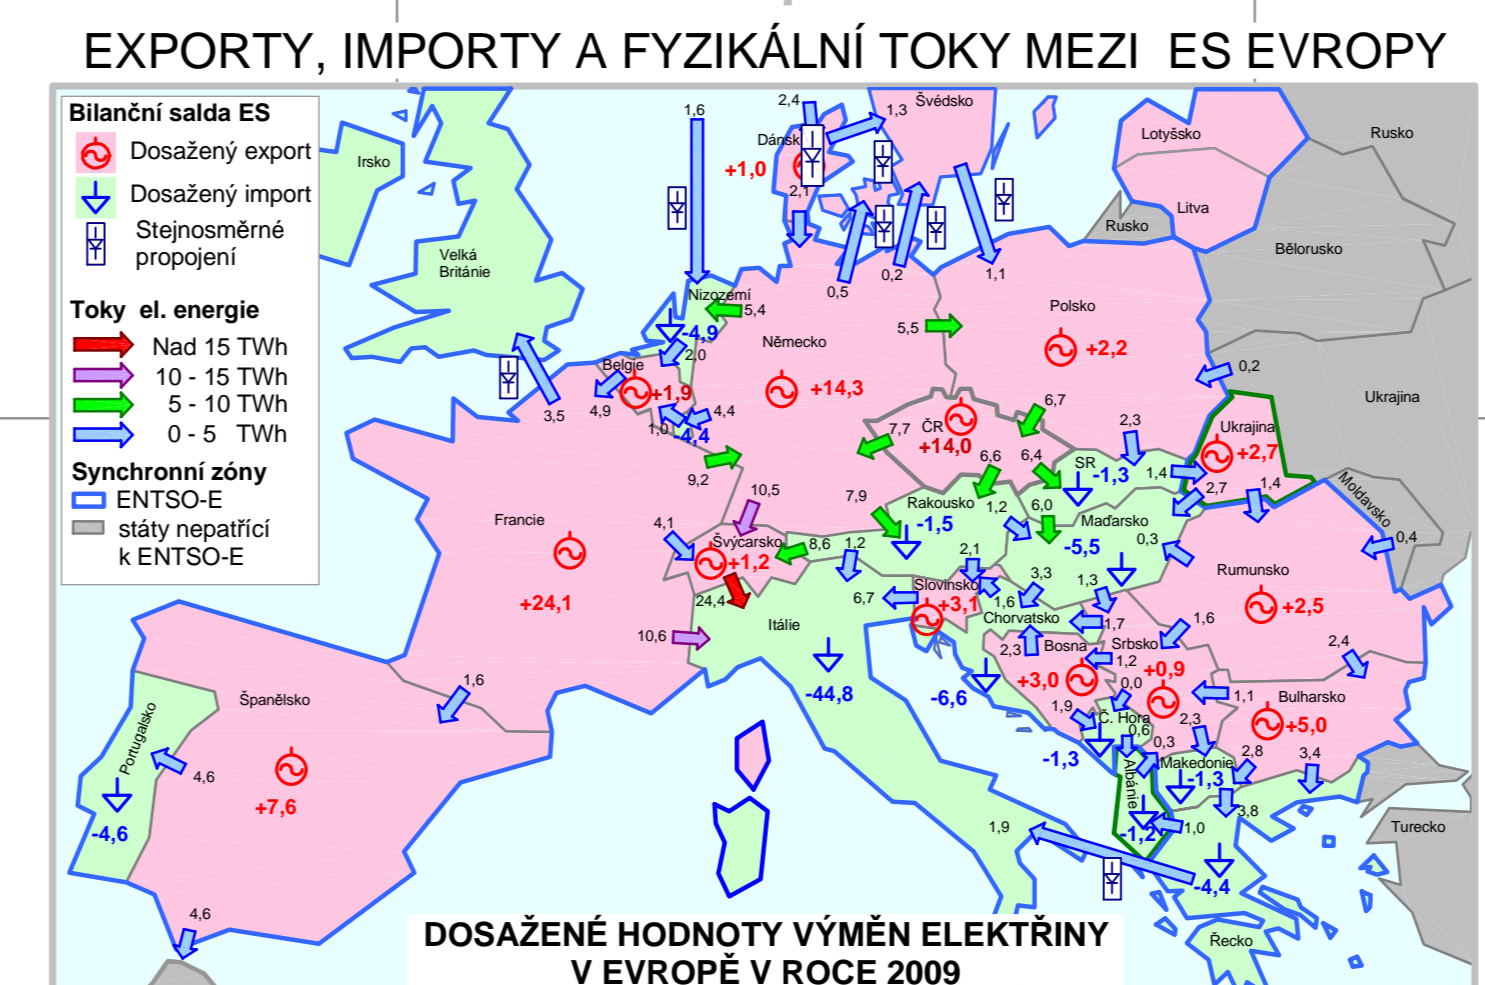 EXPORTY, IMPORTY A FYZIKÁLNÍ TOKY MEZI ES EVROPY
Bilanční salda ES
Dosažený export
Dosažený import
Stejnosměrné
propojení
Toky el. energie
Nad 15 TWh
10 - 15 TWh
5 - 10 TWh
0 - 5 TWh
Synchronní zóny
ENTSO-E
státy nepatřící
k ENTSO-E
Irsko
Velká
Británie
1,6
2,4
1,3
Švédsko
Dánsk
+1,0
2,1
Lotyšsko
Litva
Rusko
Rusko
Bělorusko
0,5
0,2
1,1
Nizozemí
5,4
-4,9
2,0
Německo
+14,3
5,5
Polsko
+2,2
0,2
Ukrajina
Belgie
+1,9
4,9
3,5
1,0
4,4
-4,4
9,2
7,7
ČR
+14,0
6,7
6,6
6,4
2,3
SR
-1,3
1,4
Ukrajina
+2,7
2,7
1,4
Moldavsko
0,4
10,5
7,9
Rakousko
-1,5
1,2
6,0
Maďarsko
-5,5
0,3
Francie
+24,1
4,1
Švýcarsko
+1,2
8,6
1,2
24,4
10,6
Itálie
-44,8
6,7
2,1
Slovinsko
+3,1
1,6
3,3
1,3
Chorvatsko
-6,6
1,7
Rumunsko
+2,5
1,6
2,4
2,3
Bosna
+3,0
1,2
Srbsko
+0,9
0,0
1,1
Bulharsko
+5,0
1,9
Č. Hora
-1,3
0,6
0,3
2,3
Makedonie
-1,3
2,8
3,4
3,8
Albánie
-1,2
1,0
1,9
-4,4
Řecko
Turecko
1,6
Španělsko
+7,6
Portugalsko
4,6
-4,6
4,6
DOSAŽENÉ HODNOTY VÝMĚN ELEKTŘINY
V EVROPĚ V ROCE 2009